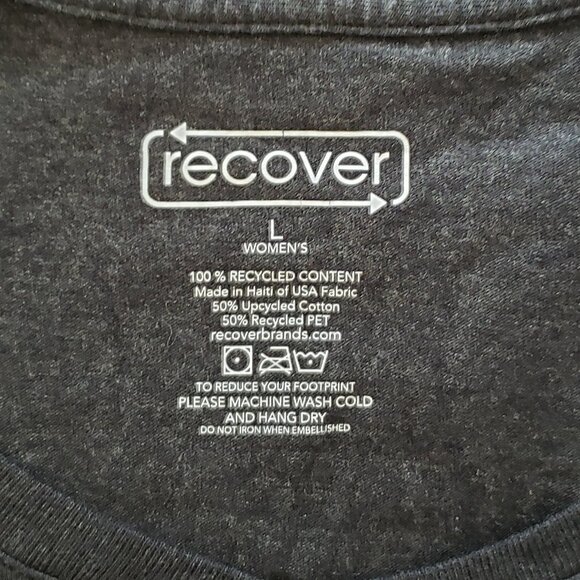 recover
L
WOMEN'S
100 % RECYCLED CONTENT
Made in Haiti of USA Fabric
50% Upcycled Cotton
50% Recycled PET
recoverbrands.com
TO REDUCE YOUR FOOTPRINT
PLEASE MACHINE WASH COLD
AND HANG DRY
DO NOT IRON WHEN EMBELLISHED